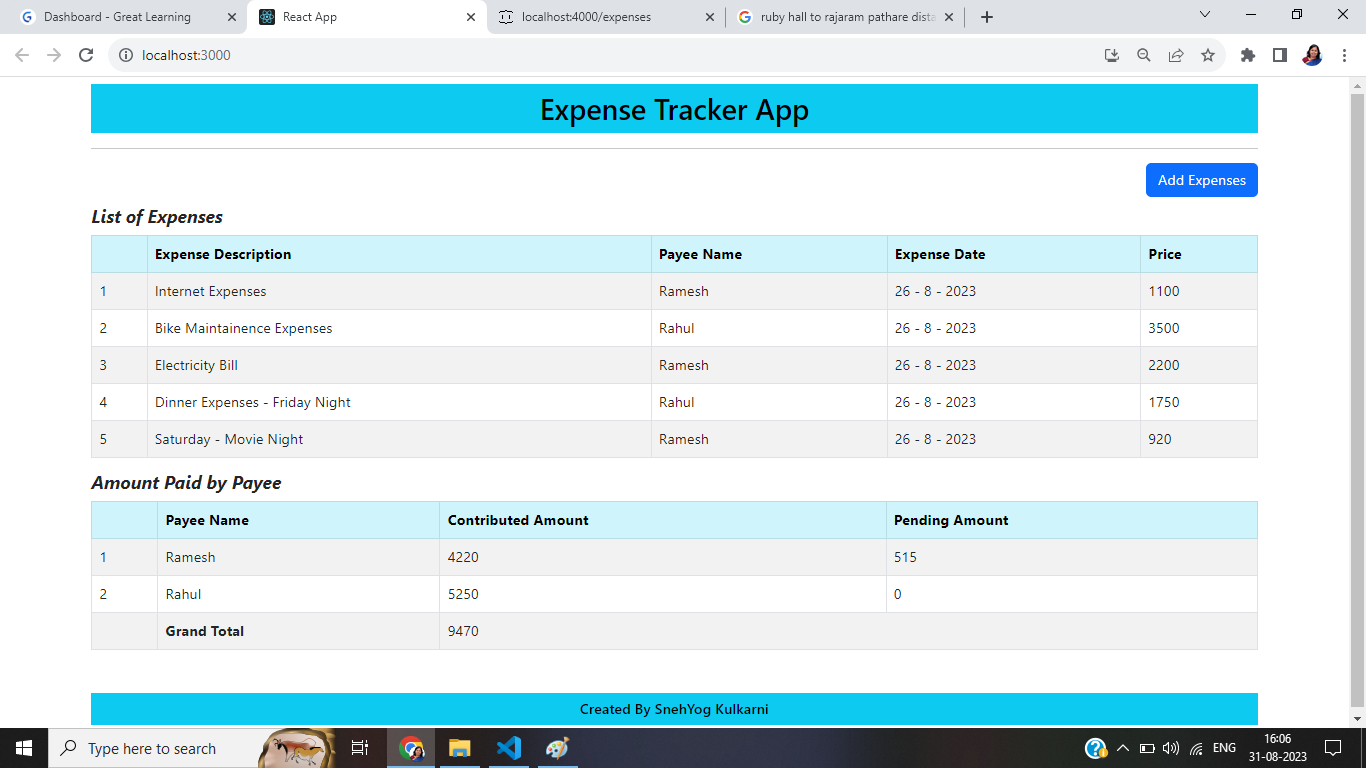 Dashboard - Great Learning
React App
localhost:4000/expenses
ruby hall to rajaram pathare dista
localhost:3000
Expense Tracker App
Add Expenses
List of Expenses
Expense Description Payee Name Expense Date Price
1 Internet Expenses Ramesh 26 - 8 - 2023 1100
2 Bike Maintainence Expenses Rahul 26 - 8 - 2023 3500
3 Electricity Bill Ramesh 26 - 8 - 2023 2200
4 Dinner Expenses - Friday Night Rahul 26 - 8 - 2023 1750
5 Saturday - Movie Night Ramesh 26 - 8 - 2023 920
Amount Paid by Payee
Payee Name Contributed Amount Pending Amount
1 Ramesh 4220 515
2 Rahul 5250 0
Grand Total 9470
Created By SnehYog Kulkarni
Type here to search
ENG
16:06
31-08-2023